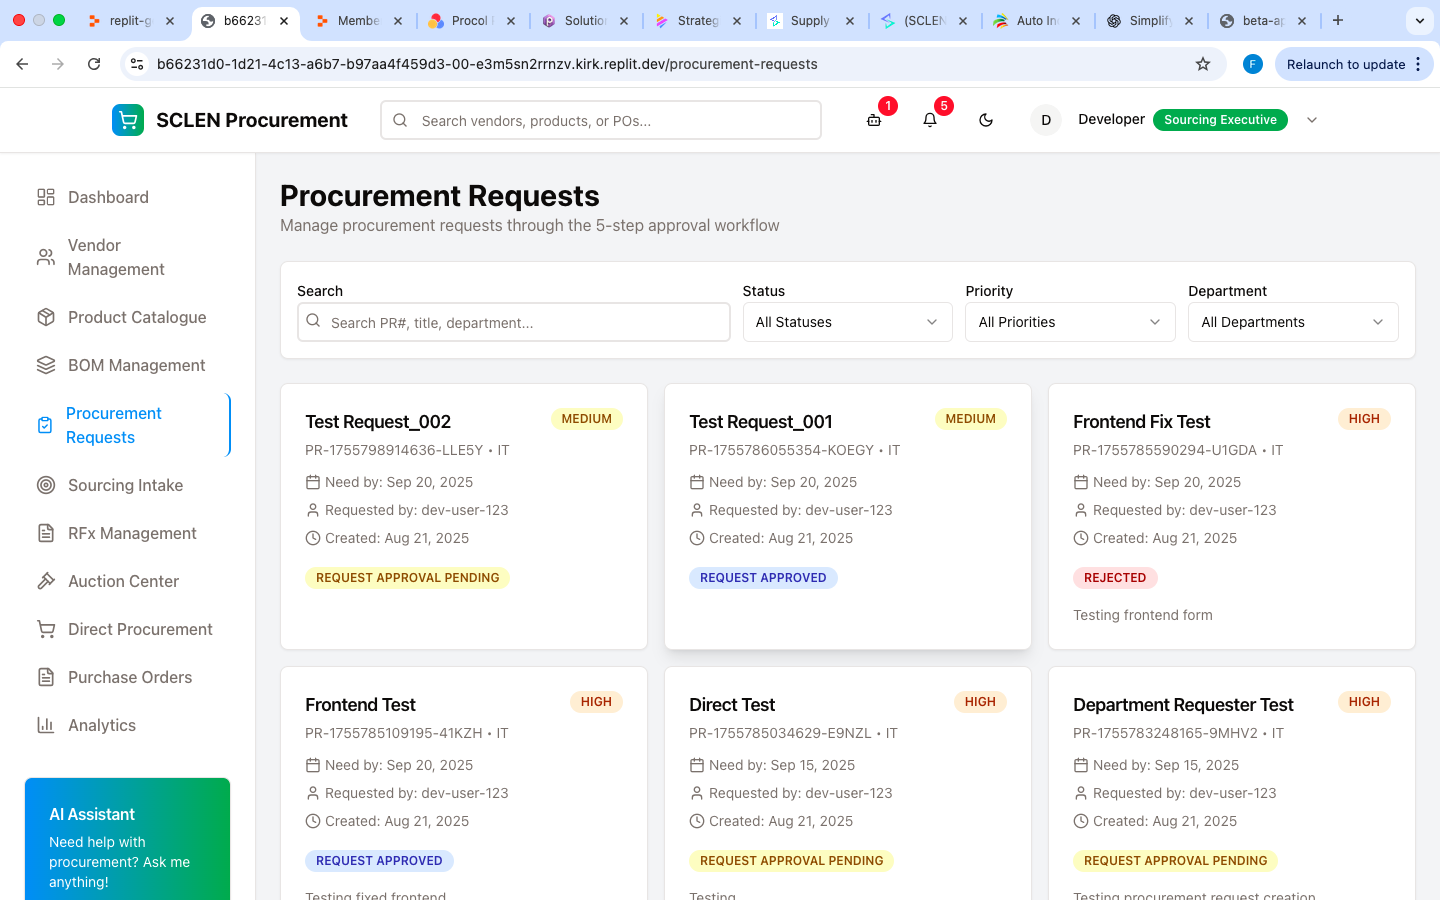 replit-g
b66231
Membe
Procol
Solution
Strateg
Supply
(SCLEN
Auto In
Simplify
beta-ap
b66231d0-1d21-4c13-a6b7-b97aa4f459d3-00-e3m5sn2rrnzv.kirk.replit.dev/procurement-requests
F
Relaunch to update
SCLEN Procurement
Search vendors, products, or POs...
1
5
D
Developer
Sourcing Executive
Dashboard
Vendor
Management
Product Catalogue
BOM Management
Procurement
Requests
Sourcing Intake
RFx Management
Auction Center
Direct Procurement
Purchase Orders
Analytics
AI Assistant
Need help with
procurement? Ask me
anything!
Procurement Requests
Manage procurement requests through the 5-step approval workflow
Search
Search PR#, title, department...
Status
All Statuses
Priority
All Priorities
Department
All Departments
Test Request_002
MEDIUM
PR-1755798914636-LLE5Y • IT
Need by: Sep 20, 2025
Requested by: dev-user-123
Created: Aug 21, 2025
REQUEST APPROVAL PENDING
Test Request_001
MEDIUM
PR-1755786055354-KOEGY • IT
Need by: Sep 20, 2025
Requested by: dev-user-123
Created: Aug 21, 2025
REQUEST APPROVED
Frontend Fix Test
HIGH
PR-1755785590294-U1GDA • IT
Need by: Sep 20, 2025
Requested by: dev-user-123
Created: Aug 21, 2025
REJECTED
Testing frontend form
Frontend Test
HIGH
PR-1755785109195-41KZH • IT
Need by: Sep 20, 2025
Requested by: dev-user-123
Created: Aug 21, 2025
REQUEST APPROVED
Testing fixed frontend
Direct Test
HIGH
PR-1755785034629-E9NZL • IT
Need by: Sep 15, 2025
Requested by: dev-user-123
Created: Aug 21, 2025
REQUEST APPROVAL PENDING
Testing
Department Requester Test
HIGH
PR-1755783248165-9MHV2 • IT
Need by: Sep 15, 2025
Requested by: dev-user-123
Created: Aug 21, 2025
REQUEST APPROVAL PENDING
Testing procurement request creation